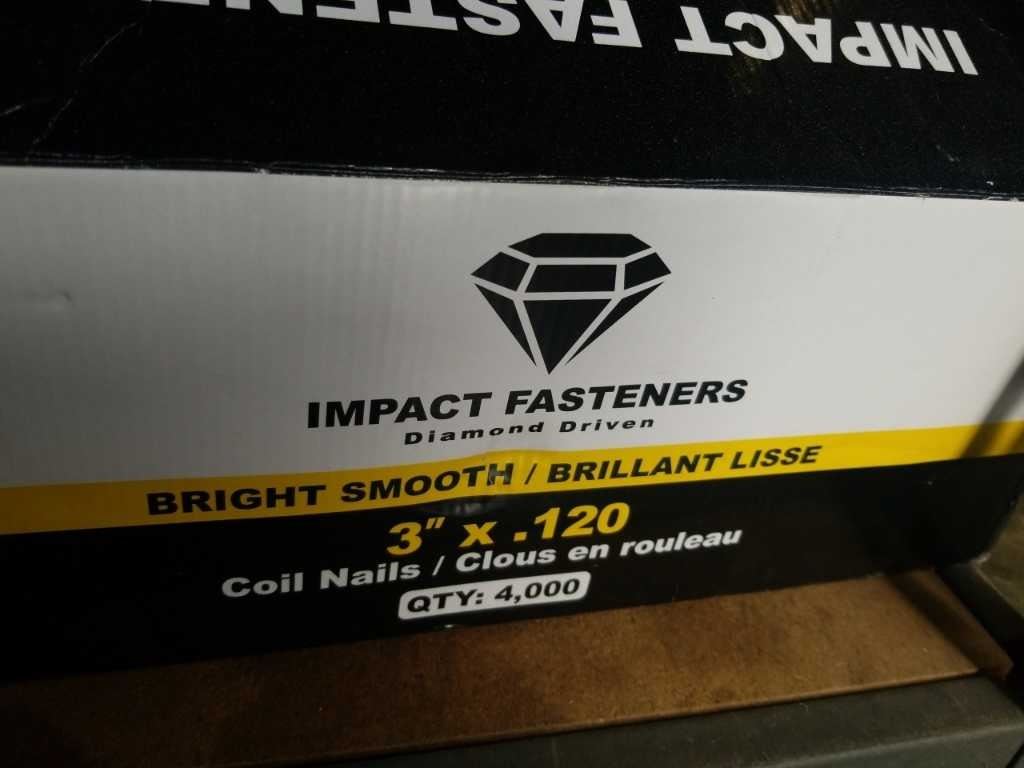 IMPACT
IMPACT FASTENERS
Diamond Driven
BRIGHT SMOOTH / BRILLANT LISSE
3" x .120
Coil Nails / Clous en rouleau
QTY: 4,000